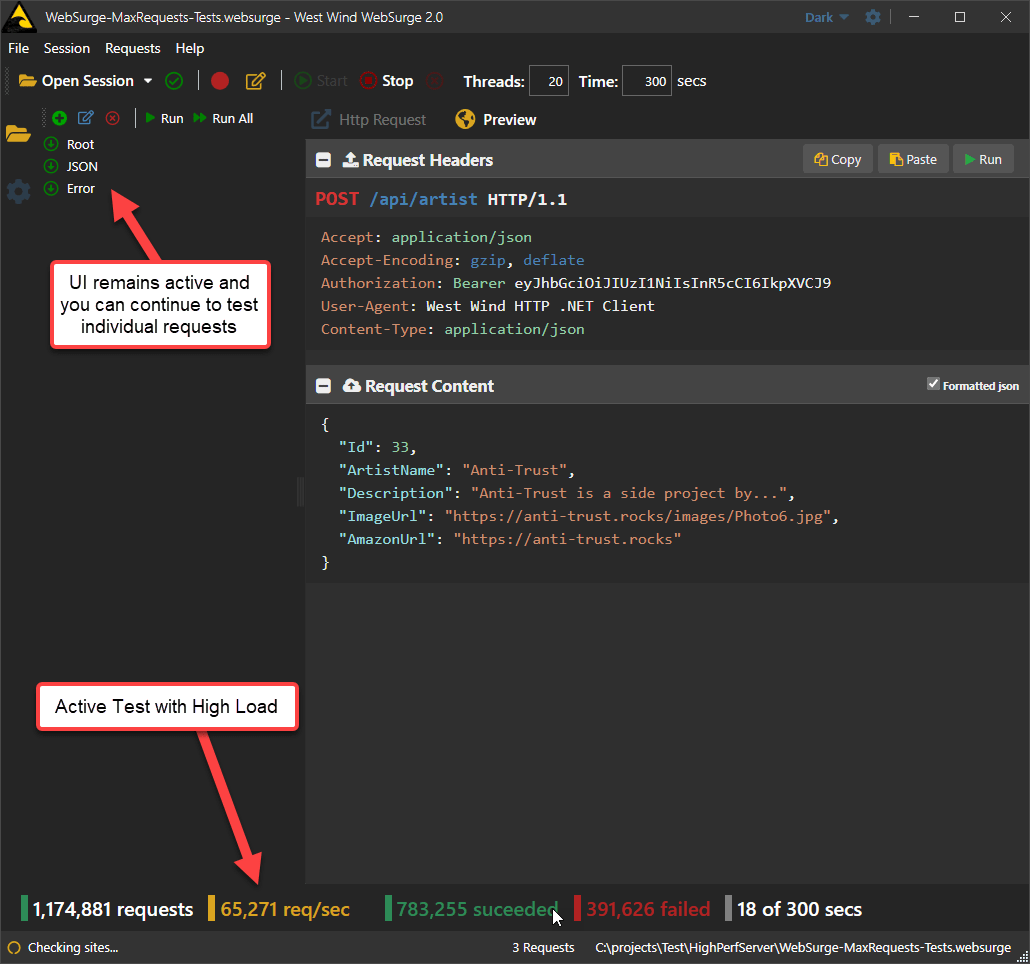 WebSurge-MaxRequests-Tests.websurge - West Wind WebSurge 2.0
Dark
File Session Requests Help
Open Session Start Stop Threads: 20 Time: 300 secs
Run Run All
Http Request Preview
Root
JSON
Error
UI remains active and
you can continue to test
individual requests
Request Headers Copy Paste Run
POST /api/artist HTTP/1.1
Accept: application/json
Accept-Encoding: gzip, deflate
Authorization: Bearer eyJhbGciOiJIUzI1NiIsInR5cCI6IkpXVCJ9
User-Agent: West Wind HTTP .NET Client
Content-Type: application/json
Request Content Formatted json
{
"Id": 33,
"ArtistName": "Anti-Trust",
"Description": "Anti-Trust is a side project by...",
"ImageUrl": "https://anti-trust.rocks/images/Photo6.jpg",
"AmazonUrl": "https://anti-trust.rocks"
}
Active Test with High Load
1,174,881 requests 65,271 req/sec 783,255 suceeded 391,626 failed 18 of 300 secs
Checking sites... 3 Requests C:\projects\Test\HighPerfServer\WebSurge-MaxRequests-Tests.websurge